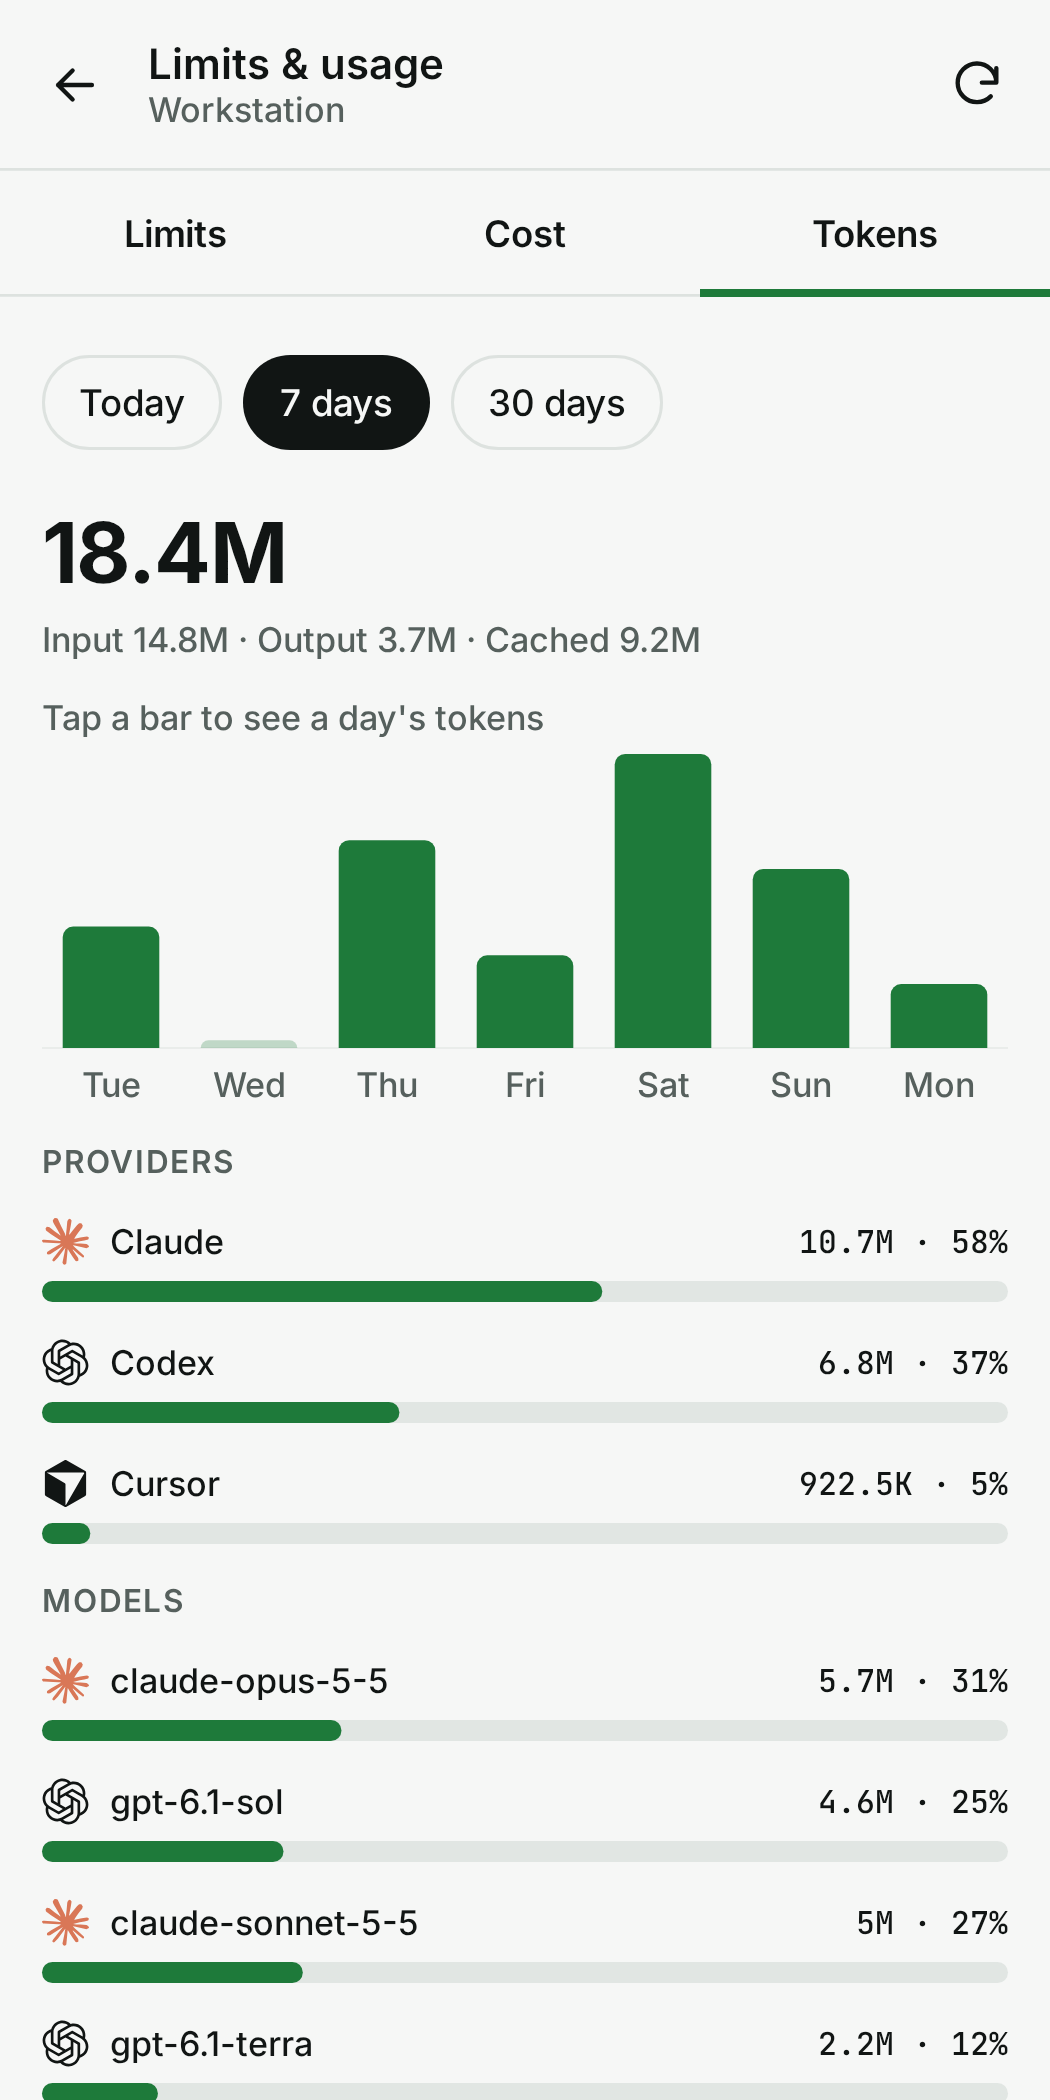 Limits & usage
Workstation
Limits
Cost
Tokens
Today
7 days
30 days
18.4M
Input 14.8M · Output 3.7M · Cached 9.2M
Tap a bar to see a day's tokens
Tue
Wed
Thu
Fri
Sat
Sun
Mon
PROVIDERS
Claude 10.7M · 58%
Codex 6.8M · 37%
Cursor 922.5K · 5%
MODELS
claude-opus-5-5 5.7M · 31%
gpt-6.1-sol 4.6M · 25%
claude-sonnet-5-5 5M · 27%
gpt-6.1-terra 2.2M · 12%